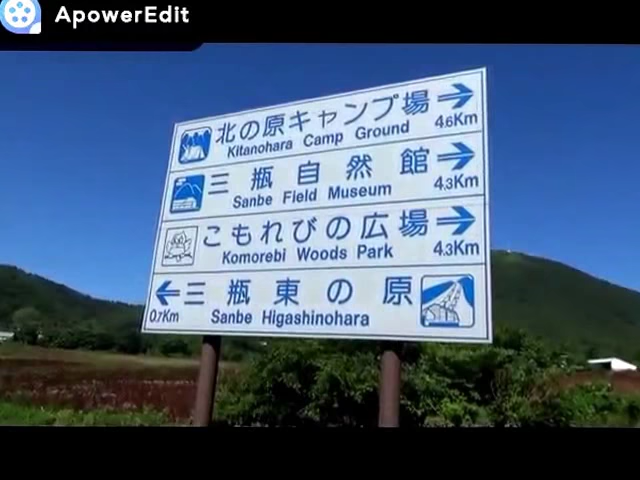 ApowerEdit
北の原キャンプ場 →
Kitanohara Camp Ground 4.6Km
三瓶自然館 →
Sanbe Field Museum 4.3Km
こもれびの広場 →
Komorebi Woods Park 4.3Km
← 三瓶東の原
0.7Km Sanbe Higashinohara